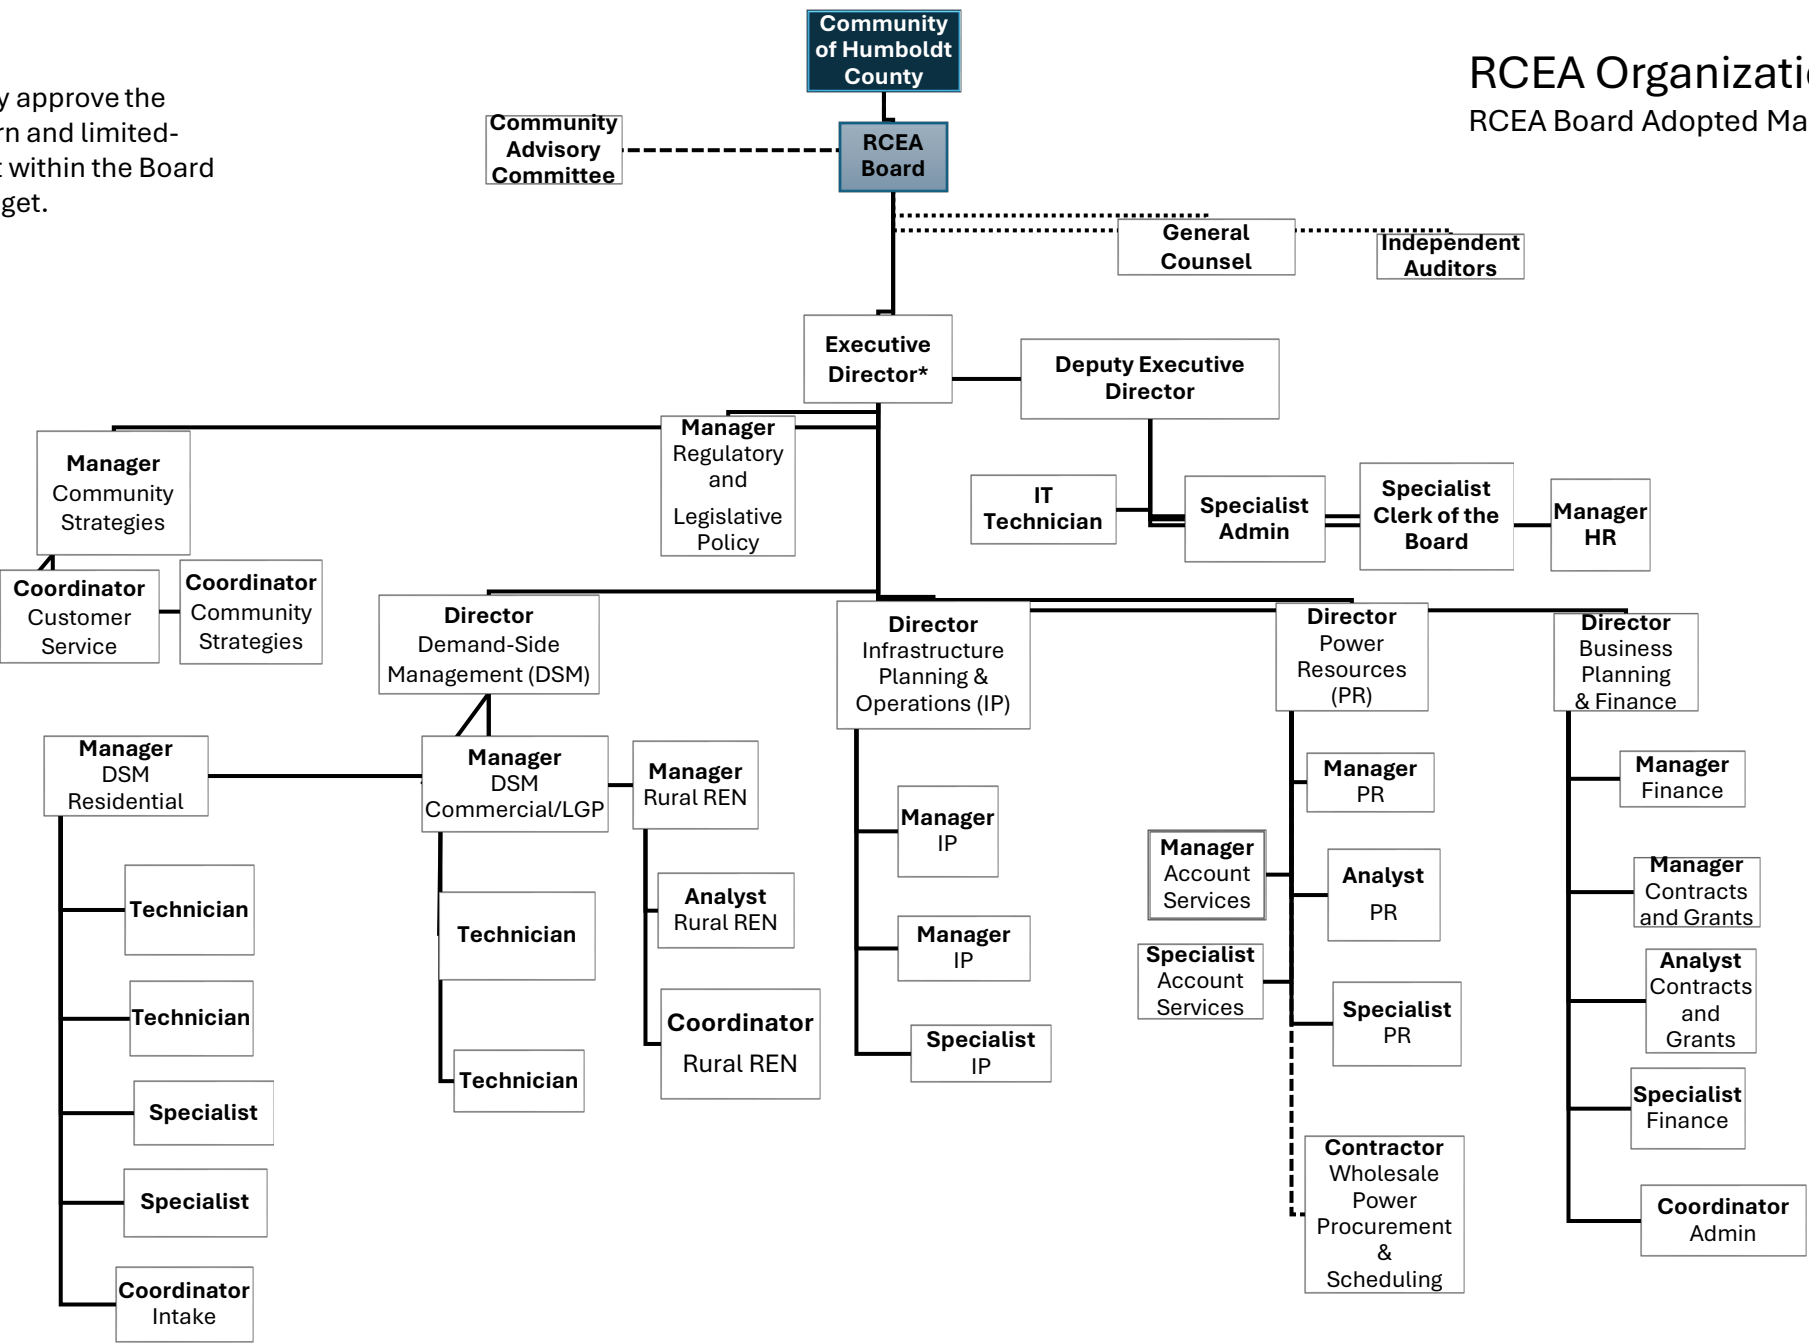 Community
of Humboldt
County
RCEA Organizati
RCEA Board Adopted Ma
y approve the
rn and limited-
t within the Board
get.
Community
Advisory
Committee
RCEA
Board
General
Counsel
Independent
Auditors
Executive
Director*
Deputy Executive
Director
Manager
Community
Strategies
Manager
Regulatory
and
Legislative
Policy
IT
Technician
Specialist
Admin
Specialist
Clerk of the
Board
Manager
HR
Coordinator
Customer
Service
Coordinator
Community
Strategies
Director
Demand-Side
Management (DSM)
Director
Infrastructure
Planning &
Operations (IP)
Director
Power
Resources
(PR)
Director
Business
Planning
& Finance
Manager
DSM
Residential
Manager
DSM
Commercial/LGP
Manager
Rural REN
Technician
Technician
Specialist
Specialist
Coordinator
Intake
Technician
Technician
Analyst
Rural REN
Coordinator
Rural REN
Manager
IP
Manager
IP
Specialist
IP
Manager
PR
Manager
Account
Services
Analyst
PR
Specialist
Account
Services
Specialist
PR
Contractor
Wholesale
Power
Procurement
&
Scheduling
Manager
Finance
Manager
Contracts
and Grants
Analyst
Contracts
and
Grants
Specialist
Finance
Coordinator
Admin